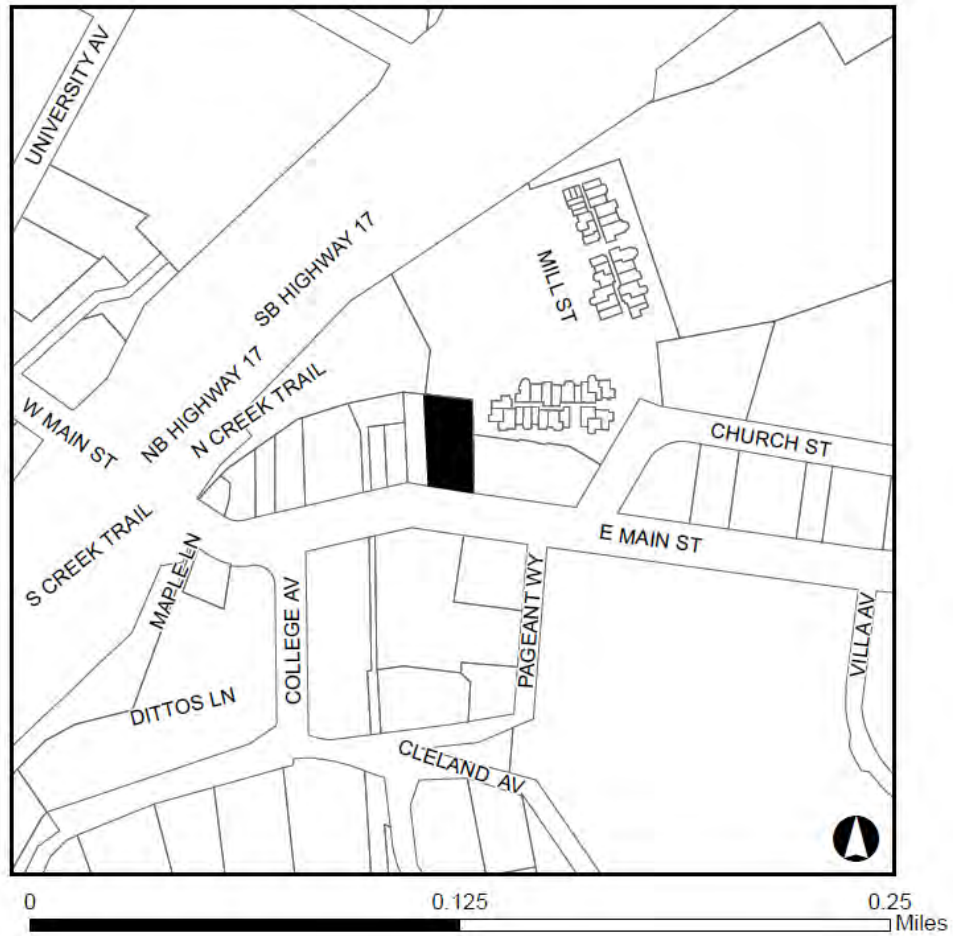 UNIVERSITY AV
SB HIGHWAY 17
MILL ST
NB HIGHWAY 17
N CREEK TRAIL
W MAIN ST
CHURCH ST
S CREEK TRAIL
E MAIN ST
MAPLE LN
COLLEGE AV
PAGEANT WY
VILLA AV
DITTOS LN
CLELAND AV
0 0.125 0.25
Miles